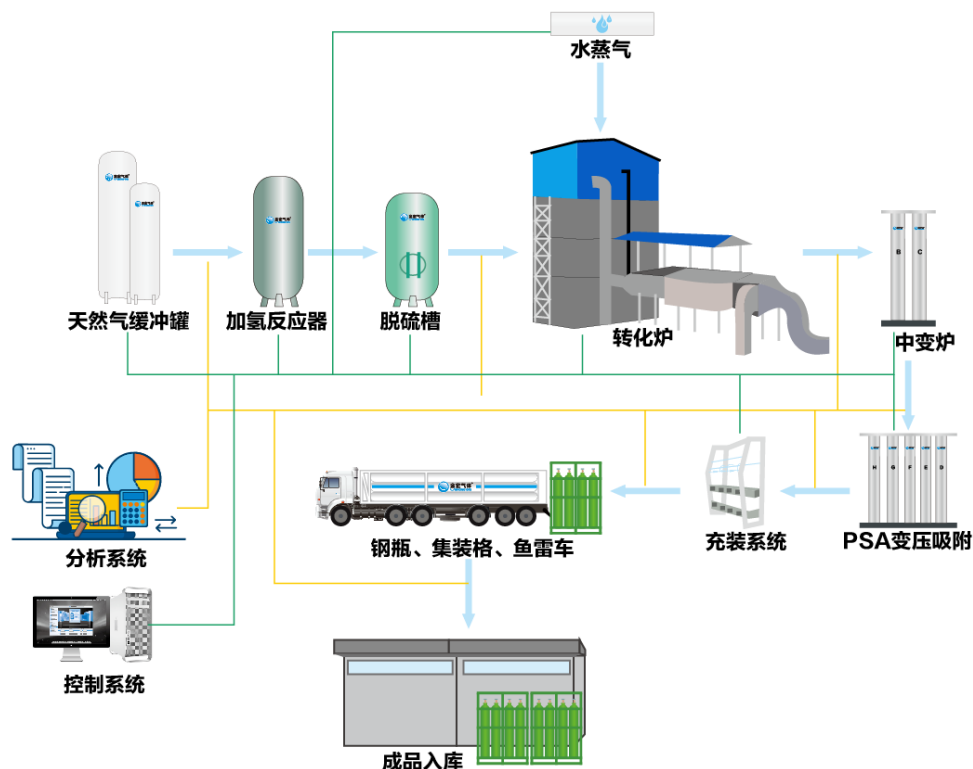 水蒸气
天然气缓冲罐
加氢反应器
脱硫槽
转化炉
B C
中变炉
H G F E D
分析系统
钢瓶、集装格、鱼雷车
充装系统
PSA变压吸附
控制系统
成品入库